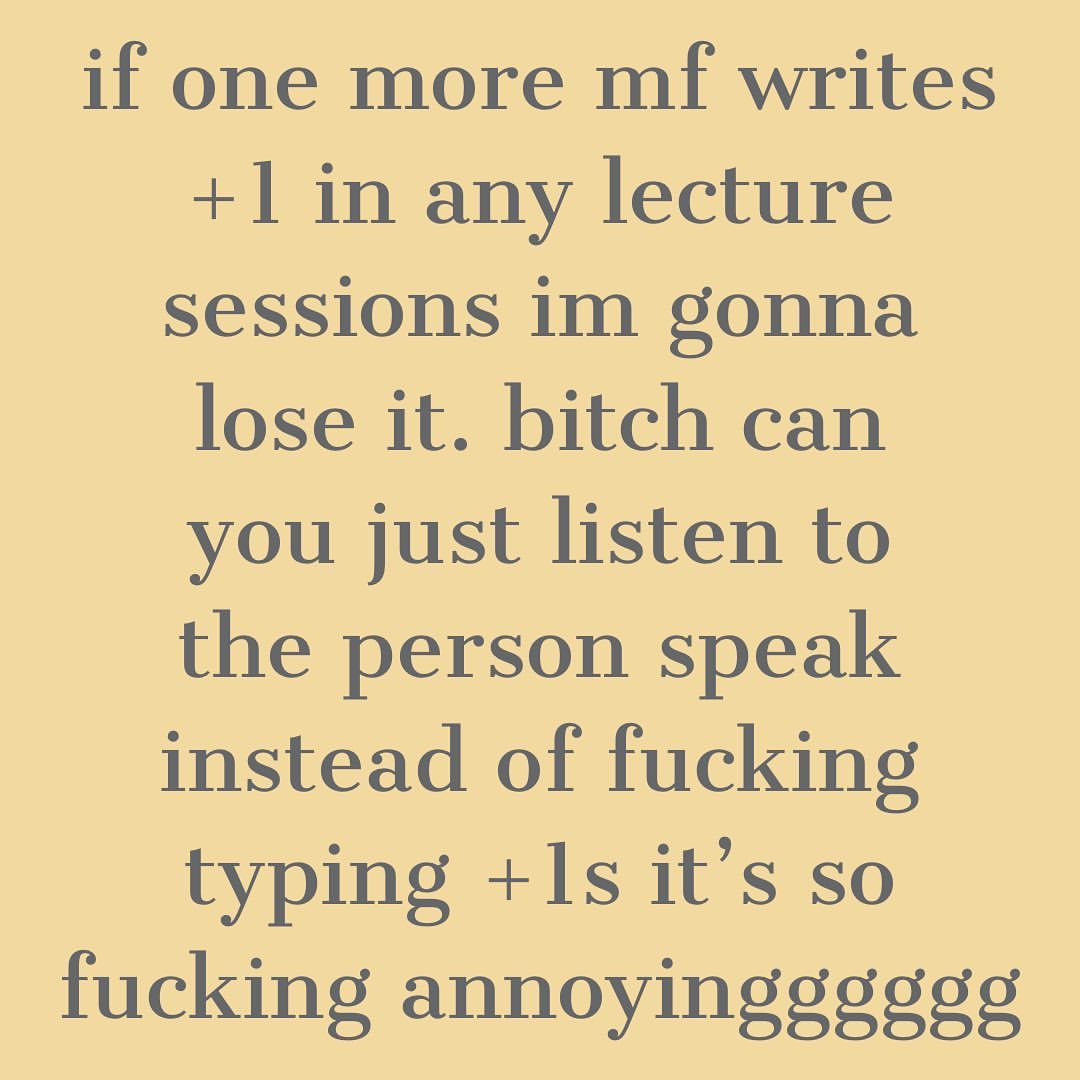 if one more mf writes
+1 in any lecture
sessions im gonna
lose it. bitch can
you just listen to
the person speak
instead of fucking
typing +1s it’s so
fucking annoyingggggg